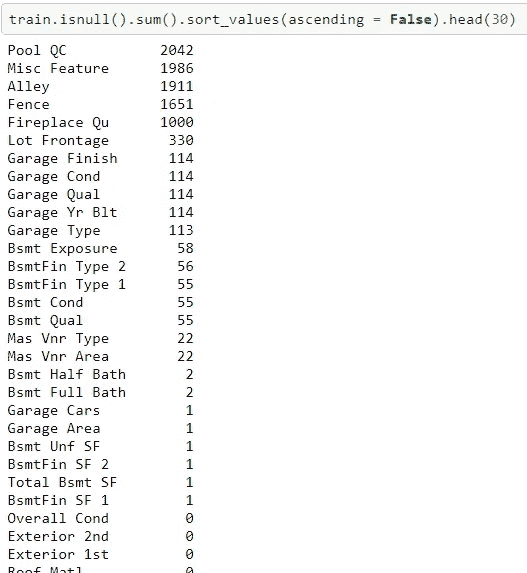 train.isnull().sum().sort_values(ascending = False).head(30)
Pool QC 2042
Misc Feature 1986
Alley 1911
Fence 1651
Fireplace Qu 1000
Lot Frontage 330
Garage Finish 114
Garage Cond 114
Garage Qual 114
Garage Yr Blt 114
Garage Type 113
Bsmt Exposure 58
BsmtFin Type 2 56
BsmtFin Type 1 55
Bsmt Cond 55
Bsmt Qual 55
Mas Vnr Type 22
Mas Vnr Area 22
Bsmt Half Bath 2
Bsmt Full Bath 2
Garage Cars 1
Garage Area 1
Bsmt Unf SF 1
BsmtFin SF 2 1
Total Bsmt SF 1
BsmtFin SF 1 1
Overall Cond 0
Exterior 2nd 0
Exterior 1st 0
Roof Matl 0